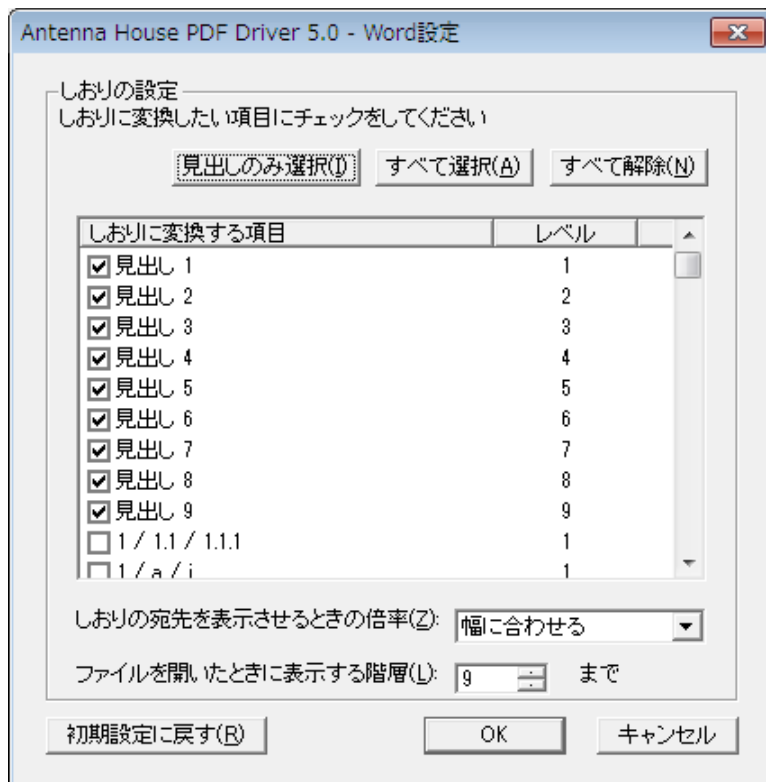 Antenna House PDF Driver 5.0 - Word設定
しおりの設定
しおりに変換したい項目にチェックをしてください
見出しのみ選択(I) すべて選択(A) すべて解除(N)
しおりに変換する項目 レベル
見出し 1 1
見出し 2 2
見出し 3 3
見出し 4 4
見出し 5 5
見出し 6 6
見出し 7 7
見出し 8 8
見出し 9 9
1 / 1.1 / 1.1.1 1
1 / a / i 1
しおりの宛先を表示させるときの倍率(Z): 幅に合わせる
ファイルを開いたときに表示する階層(L): 9 まで
初期設定に戻す(R) OK キャンセル